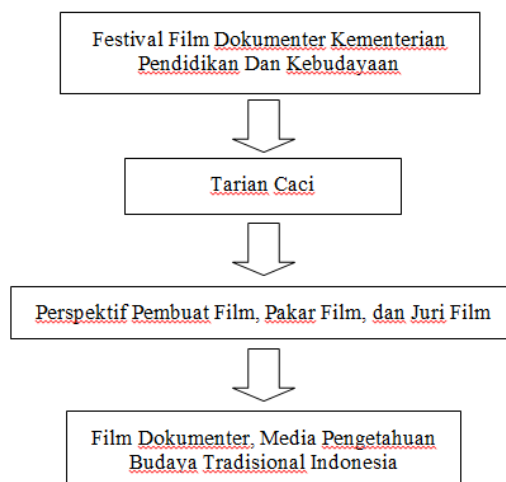 Festival Film Dokumenter Kementerian
Pendidikan Dan Kebudayaan
Tarian Caci
Perspektif Pembuat Film, Pakar Film, dan Juri Film
Film Dokumenter, Media Pengetahuan
Budaya Tradisional Indonesia